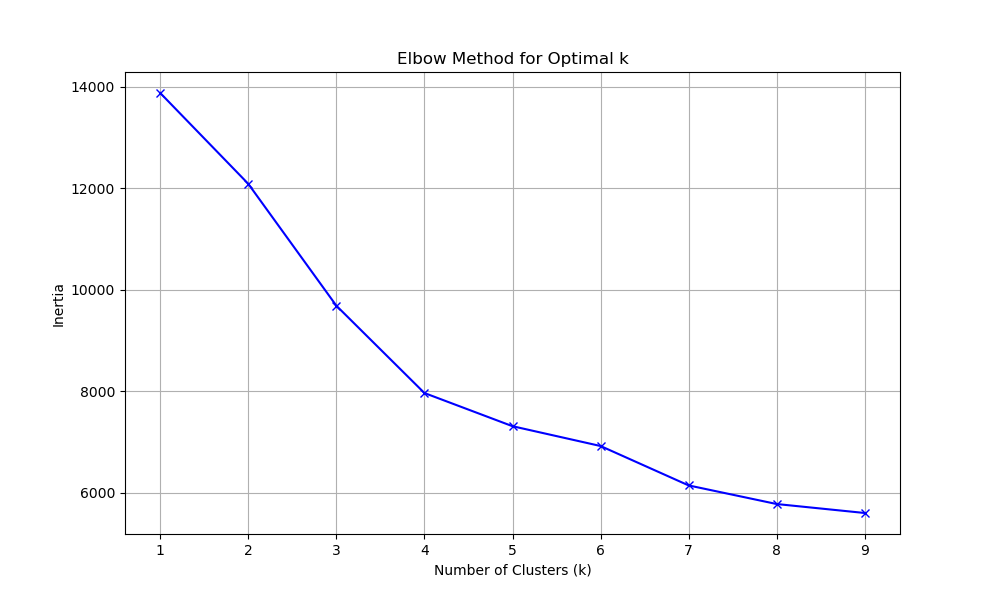 Elbow Method for Optimal k
14000
12000
10000
8000
6000
Inertia
1 2 3 4 5 6 7 8 9
Number of Clusters (k)